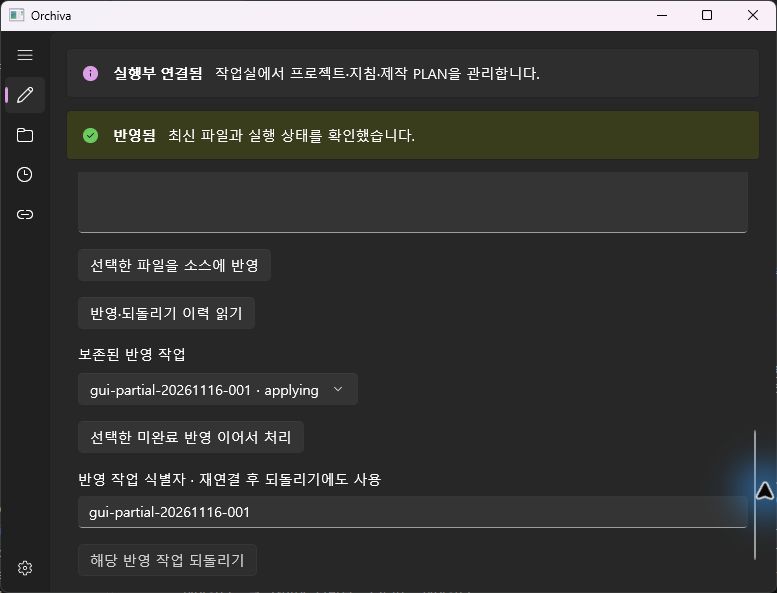 Archiva
실행부 연결됨 작업실에서 프로젝트·지침·제작 PLAN을 관리합니다.
반영됨 최신 파일과 실행 상태를 확인했습니다.
선택한 파일을 소스에 반영
반영·되돌리기 이력 읽기
보존된 반영 작업
gui-partial-20261116-001 · applying
선택한 미완료 반영 이어서 처리
반영 작업 식별자 · 재연결 후 되돌리기에도 사용
gui-partial-20261116-001
해당 반영 작업 되돌리기